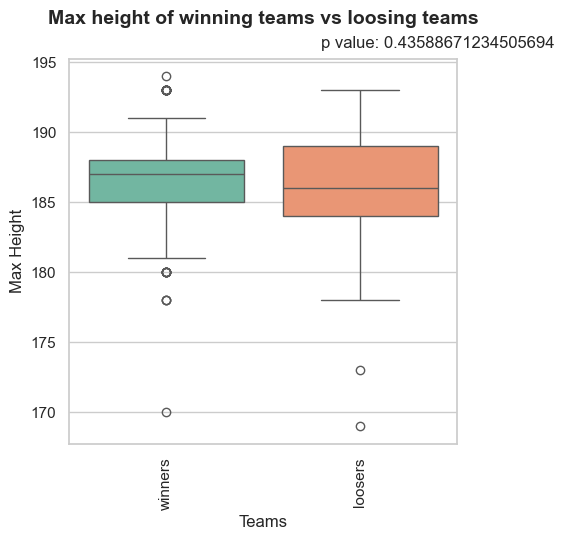 Max height of winning teams vs loosing teams
p value: 0.43588671234505694
195
190
185
180
175
170
Max Height
winners
loosers
Teams